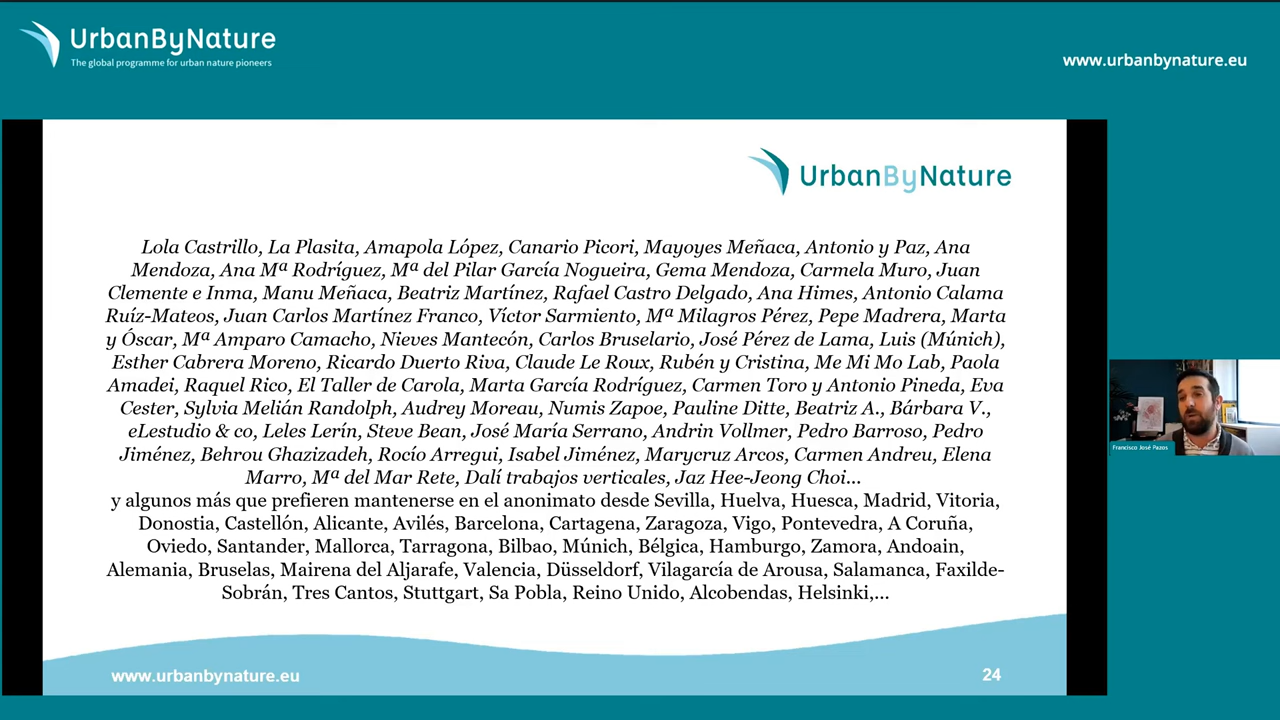 UrbanByNature
The global programme for urban nature pioneers
www.urbanbynature.eu
UrbanByNature
Lola Castrillo, La Plasita, Amapola López, Canario Picori, Mayoyes Meñaca, Antonio y Paz, Ana
Mendoza, Ana Mª Rodríguez, Mª del Pilar García Nogueira, Gema Mendoza, Carmela Muro, Juan
Clemente e Inma, Manu Meñaca, Beatriz Martínez, Rafael Castro Delgado, Ana Himes, Antonio Calama
Ruíz-Mateos, Juan Carlos Martínez Franco, Víctor Sarmiento, Mª Milagros Pérez, Pepe Madrera, Marta
y Óscar, Mª Amparo Camacho, Nieves Mantecón, Carlos Bruselario, José Pérez de Lama, Luis (Múnich),
Esther Cabrera Moreno, Ricardo Duerto Riva, Claude Le Roux, Rubén y Cristina, Me Mi Mo Lab, Paola
Amadei, Raquel Rico, El Taller de Carola, Marta García Rodríguez, Carmen Toro y Antonio Pineda, Eva
Cester, Sylvia Melián Randolph, Audrey Moreau, Numis Zapoe, Pauline Ditte, Beatriz A., Bárbara V.,
eLestudio & co, Leles Lerín, Steve Bean, José María Serrano, Andrin Vollmer, Pedro Barroso, Pedro
Jiménez, Behrou Ghazizadeh, Rocío Arregui, Isabel Jiménez, Marycruz Arcos, Carmen Andreu, Elena
Marro, Mª del Mar Rete, Dalí trabajos verticales, Jaz Hee-Jeong Choi...
y algunos más que prefieren mantenerse en el anonimato desde Sevilla, Huelva, Huesca, Madrid, Vitoria,
Donostia, Castellón, Alicante, Avilés, Barcelona, Cartagena, Zaragoza, Vigo, Pontevedra, A Coruña,
Oviedo, Santander, Mallorca, Tarragona, Bilbao, Múnich, Bélgica, Hamburgo, Zamora, Andoain,
Alemania, Bruselas, Mairena del Aljarafe, Valencia, Düsseldorf, Vilagarcía de Arousa, Salamanca, Faxilde-
Sobrán, Tres Cantos, Stuttgart, Sa Pobla, Reino Unido, Alcobendas, Helsinki,...
www.urbanbynature.eu
24
Francisco José Pazos